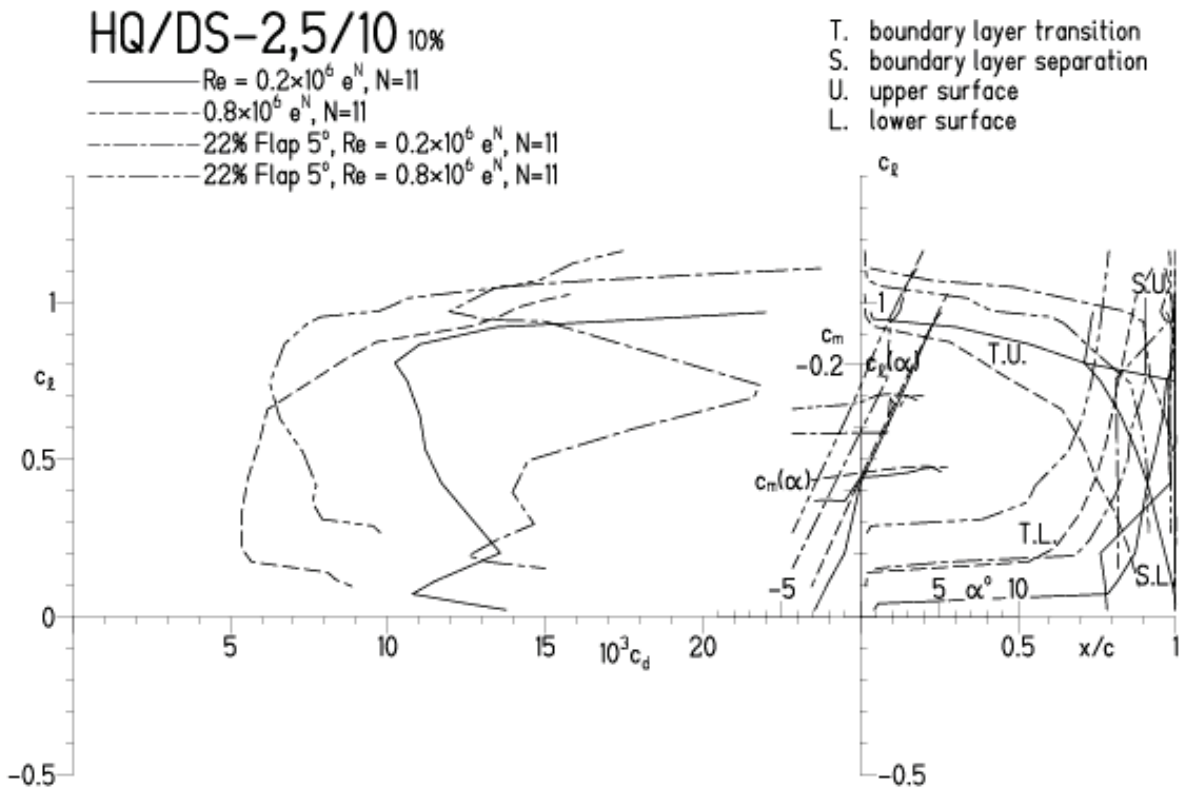 HQ/DS-2,5/10 10%
Re = 0.2×10⁶ eᴺ, N=11
0.8×10⁶ eᴺ, N=11
22% Flap 5°, Re = 0.2×10⁶ eᴺ, N=11
22% Flap 5°, Re = 0.8×10⁶ eᴺ, N=11
T. boundary layer transition
S. boundary layer separation
U. upper surface
L. lower surface
cℓ
S.U.
1
1
cₘ
T.U.
-0.2
cℓ(α)
cℓ
0.5
cₘ(α)
T.L.
S.L.
-5
5 α° 10
0
5
10
15
10³cd
20
0.5
x/c
1
-0.5
-0.5